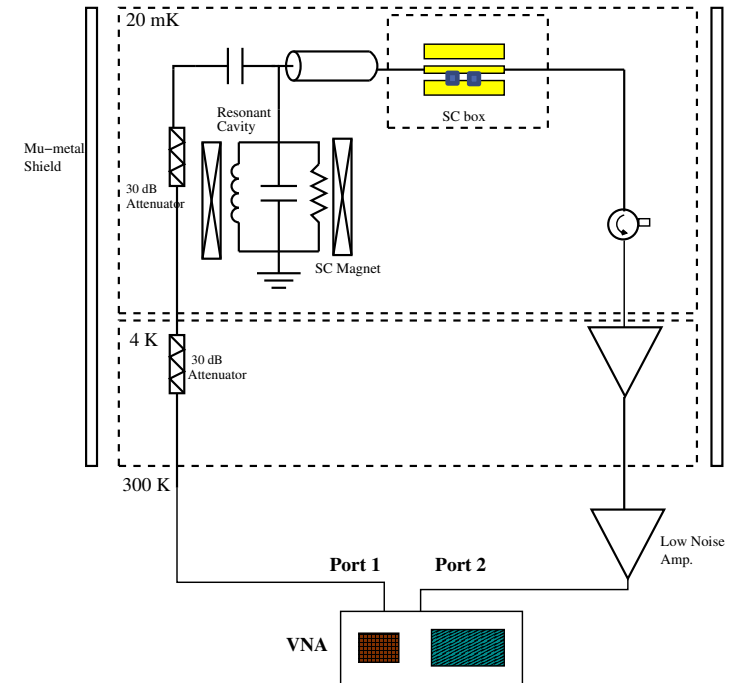 20 mK
Resonant
Cavity
SC box
Mu−metal
Shield
30 dB
Attenuator
SC Magnet
4 K
30 dB
Attenuator
300 K
Low Noise
Amp.
Port 1
Port 2
VNA